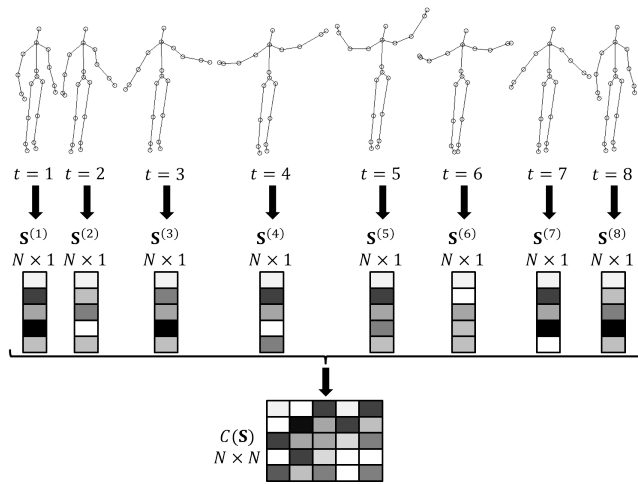 t = 1 t = 2 t = 3 t = 4 t = 5 t = 6 t = 7 t = 8
S⁽¹⁾ S⁽²⁾ S⁽³⁾ S⁽⁴⁾ S⁽⁵⁾ S⁽⁶⁾ S⁽⁷⁾ S⁽⁸⁾
N × 1 N × 1 N × 1 N × 1 N × 1 N × 1 N × 1 N × 1
C(S)
N × N